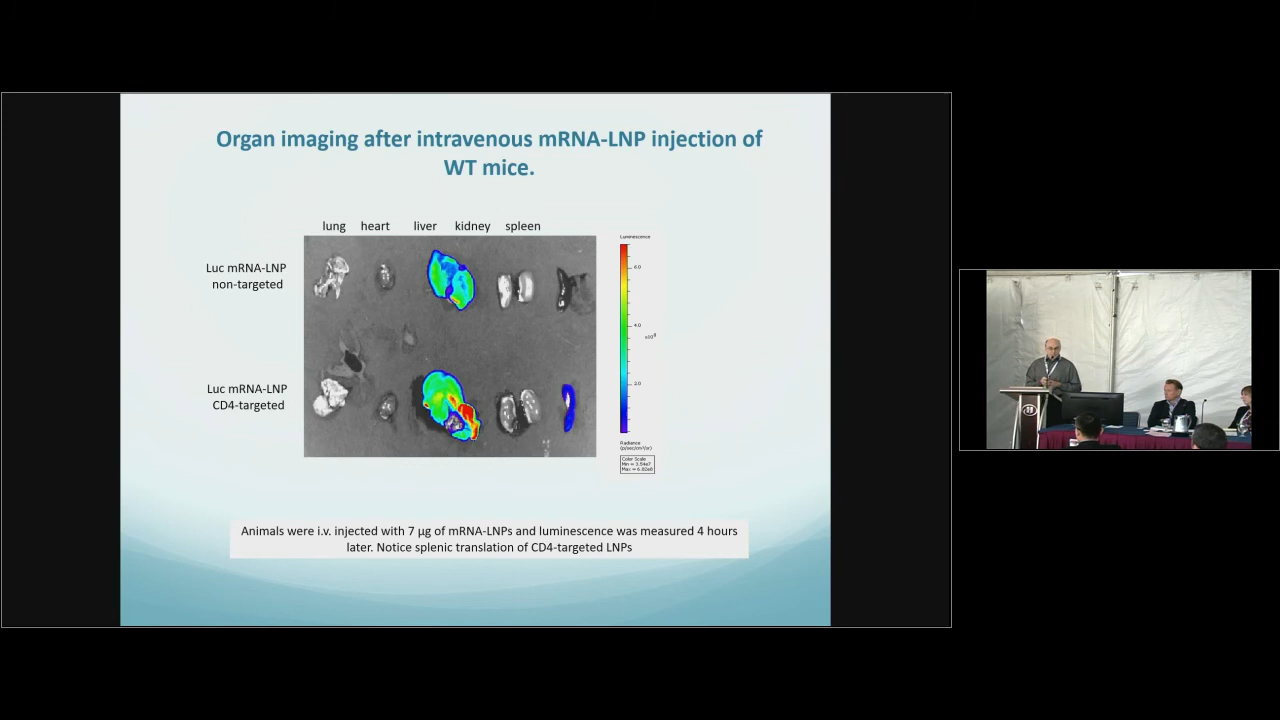 Organ imaging after intravenous mRNA-LNP injection of
WT mice.
lung heart liver kidney spleen
Luc mRNA-LNP
non-targeted
Luc mRNA-LNP
CD4-targeted
Luminescence
6.0
4.0
2.0
Radiance
(p/sec/cm²/sr)
Color Scale
Min = 3.54e7
Max = 6.82e8
Animals were i.v. injected with 7 µg of mRNA-LNPs and luminescence was measured 4 hours
later. Notice splenic translation of CD4-targeted LNPs